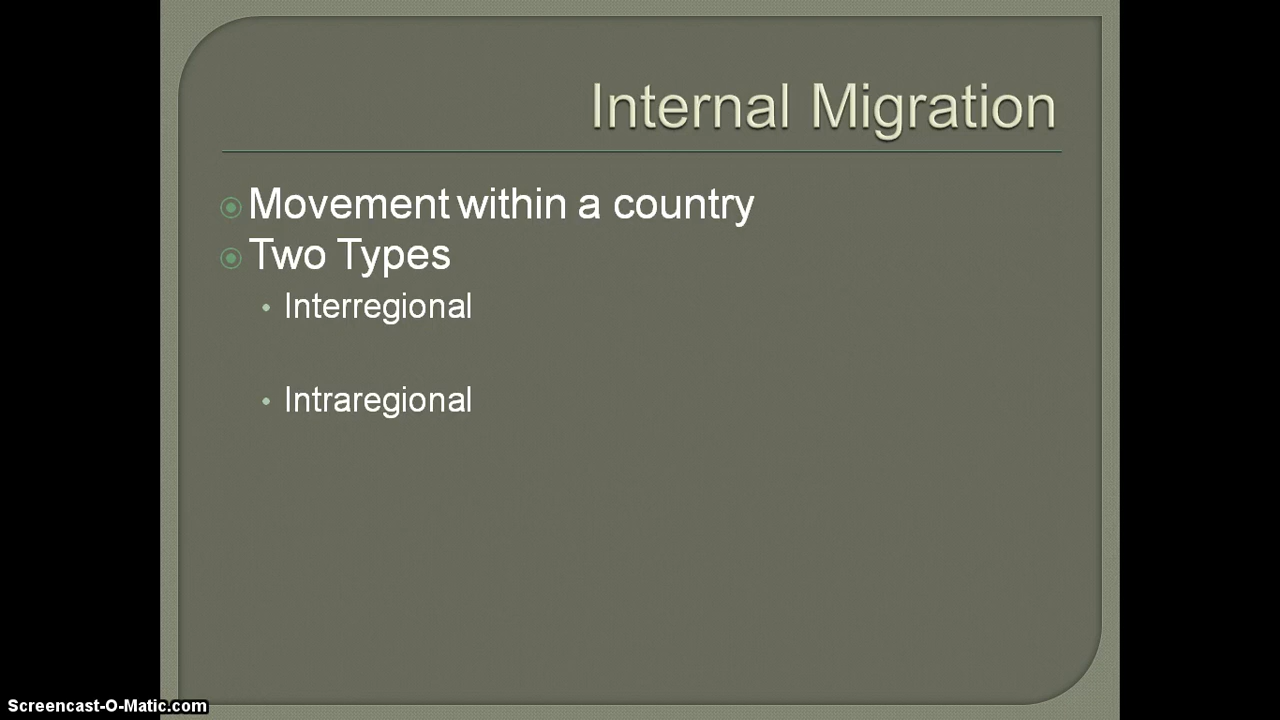 Internal Migration
Movement within a country
Two Types
Interregional
Intraregional
Screencast-O-Matic.com